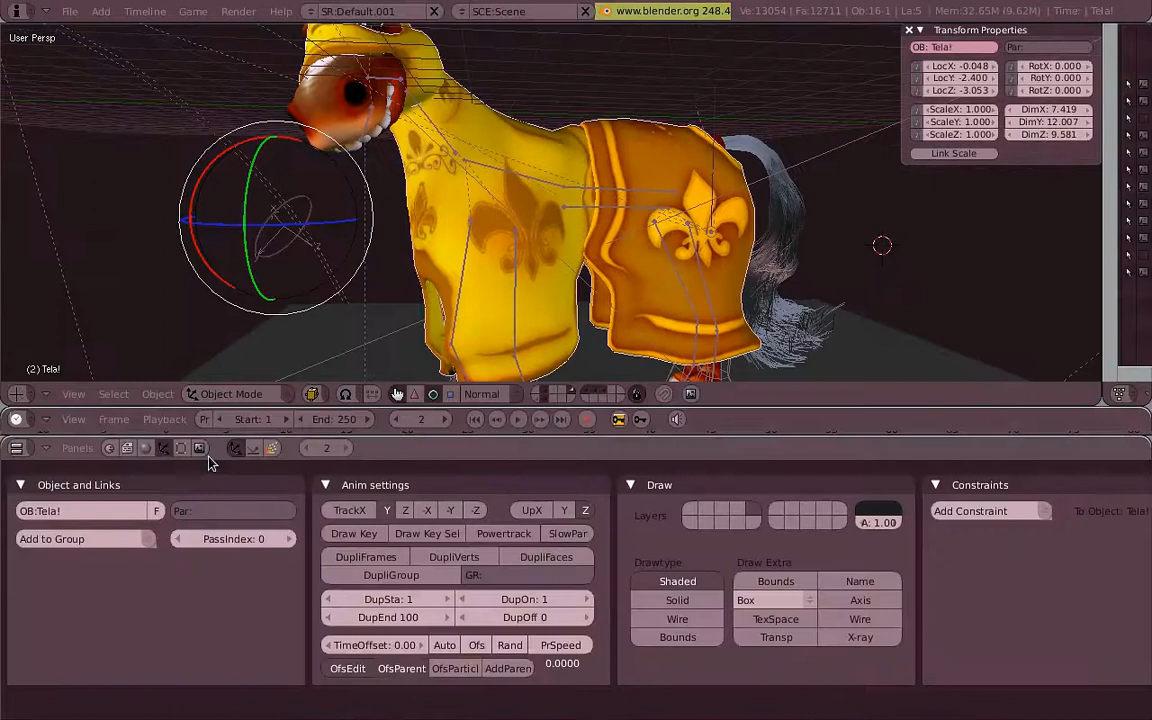 File Add Timeline Game Render Help SR:Default.001 SCE:Scene www.blender.org 248.4 Ve:13054 | Fa:12711 | Ob:16-1 | La:5 | Mem:32.65M (9.62M) | Time: | Tela!
User Persp
Transform Properties
OB: Tela! Par:
LocX: -0.048 RotX: 0.000
LocY: -2.400 RotY: 0.000
LocZ: -3.053 RotZ: 0.000
ScaleX: 1.000 DimX: 7.419
ScaleY: 1.000 DimY: 12.007
ScaleZ: 1.000 DimZ: 9.581
Link Scale
(2) Tela!
View Select Object Object Mode Normal
View Frame Playback Pr Start: 1 End: 250 2
Panels 2
Object and Links Anim settings Draw Constraints
OB:Tela! F Par: TrackX Y Z -X -Y -Z UpX Y Z Layers A: 1.00 Add Constraint To Object: Tela!
Add to Group PassIndex: 0 Draw Key Draw Key Sel Powertrack SlowPar
DupliFrames DupliVerts DupliFaces Drawtype Draw Extra
DupliGroup GR: Shaded Bounds Name
DupSta: 1 DupOn: 1 Solid Box Axis
DupEnd 100 DupOff 0 Wire TexSpace Wire
TimeOffset: 0.00 Auto Ofs Rand PrSpeed Bounds Transp X-ray
OfsEdit OfsParent OfsParticl AddParen 0.0000